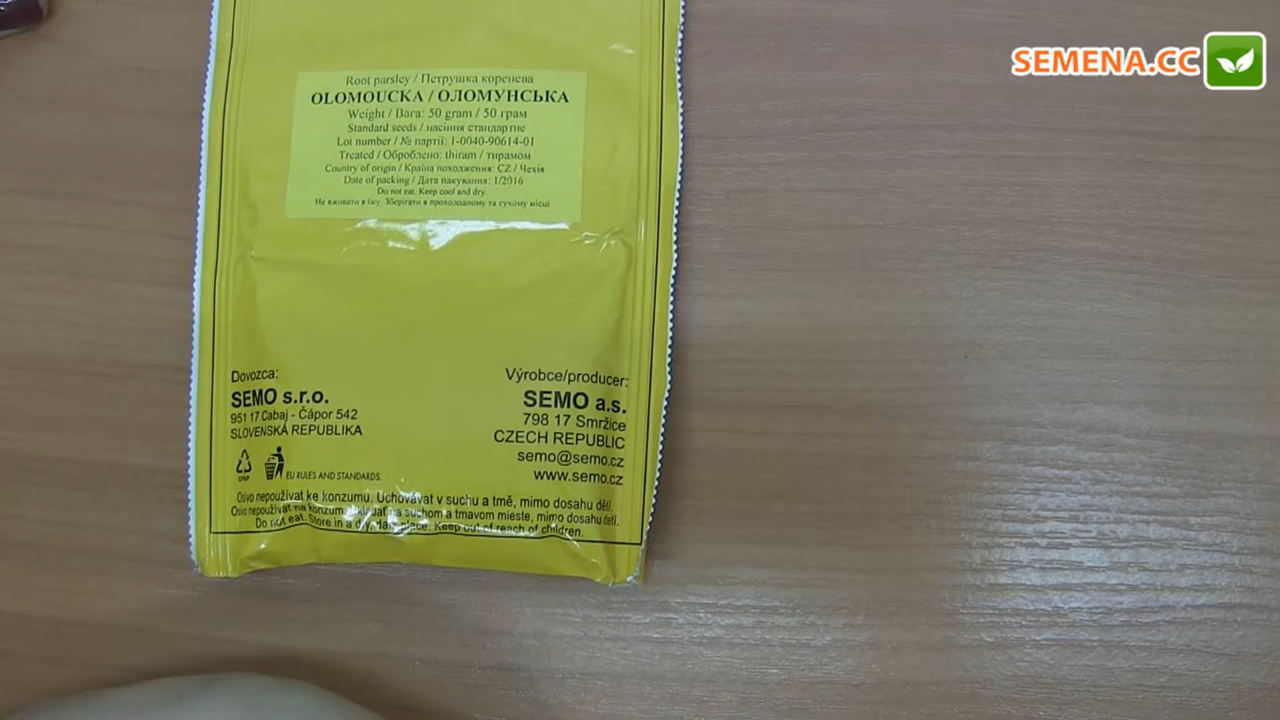 SEMENA.CC
Root parsley / Петрушка коренева
OLOMOUCKA / ОЛОМУНСЬКА
Weight / Вага: 50 gram / 50 грам
Standard seeds / насіння стандартне
Lot number / № партії: 1-0040-90614-01
Treated / Оброблено: thiram / тирамом
Country of origin / Країна походження: CZ / Чехія
Date of packing / Дата пакування: 1/2016
Do not eat. Keep cool and dry.
Не вживати в їжу. Зберігати в прохолодному та сухому місці
Dovozca:
SEMO s.r.o.
951 17 Cabaj - Čápor 542
SLOVENSKÁ REPUBLIKA
EU RULES AND STANDARDS.
Výrobce/producer:
SEMO a.s.
798 17 Smržice
CZECH REPUBLIC
semo@semo.cz
www.semo.cz
Osivo nepoužívat ke konzumu. Uchovávat v suchu a tmě, mimo dosahu dětí.
Osivo nepoužívať na konzum a skladať na suchom a tmavom mieste, mimo dosahu detí.
Do not eat. Store in a dry, dark place. Keep out of reach of children.